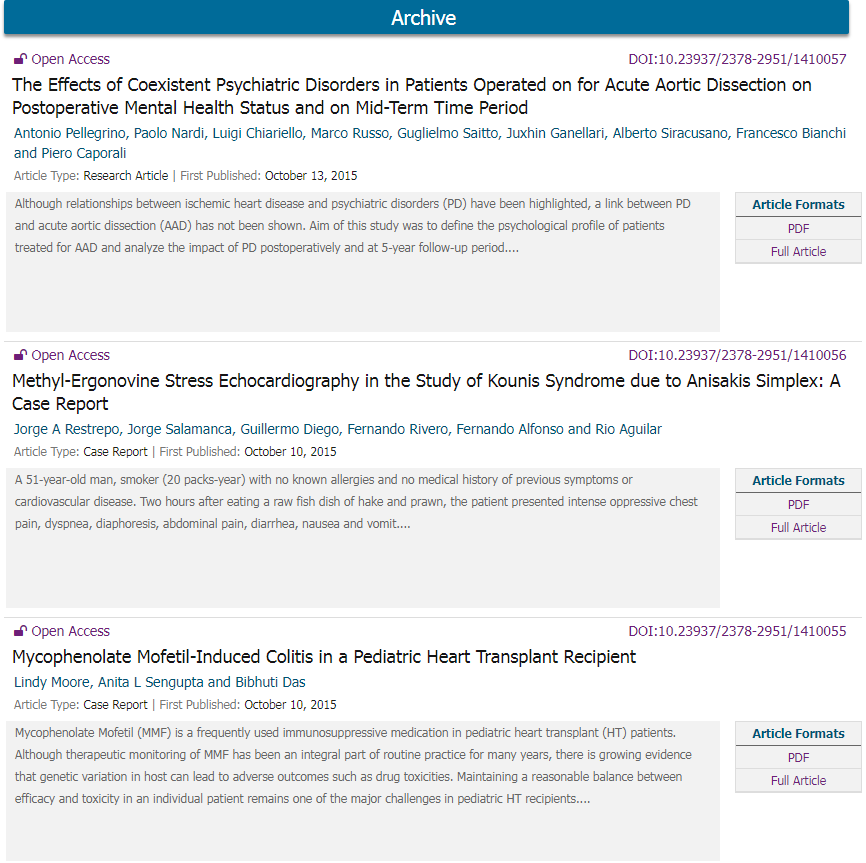 Archive
Open Access
DOI:10.23937/2378-2951/1410057
The Effects of Coexistent Psychiatric Disorders in Patients Operated on for Acute Aortic Dissection on
Postoperative Mental Health Status and on Mid-Term Time Period
Antonio Pellegrino, Paolo Nardi, Luigi Chiariello, Marco Russo, Guglielmo Saitto, Juxhin Ganellari, Alberto Siracusano, Francesco Bianchi
and Piero Caporali
Article Type: Research Article | First Published: October 13, 2015
Although relationships between ischemic heart disease and psychiatric disorders (PD) have been highlighted, a link between PD
and acute aortic dissection (AAD) has not been shown. Aim of this study was to define the psychological profile of patients
treated for AAD and analyze the impact of PD postoperatively and at 5-year follow-up period....
Article Formats
PDF
Full Article
Open Access
DOI:10.23937/2378-2951/1410056
Methyl-Ergonovine Stress Echocardiography in the Study of Kounis Syndrome due to Anisakis Simplex: A
Case Report
Jorge A Restrepo, Jorge Salamanca, Guillermo Diego, Fernando Rivero, Fernando Alfonso and Rio Aguilar
Article Type: Case Report | First Published: October 10, 2015
A 51-year-old man, smoker (20 packs-year) with no known allergies and no medical history of previous symptoms or
cardiovascular disease. Two hours after eating a raw fish dish of hake and prawn, the patient presented intense oppressive chest
pain, dyspnea, diaphoresis, abdominal pain, diarrhea, nausea and vomit....
Article Formats
PDF
Full Article
Open Access
DOI:10.23937/2378-2951/1410055
Mycophenolate Mofetil-Induced Colitis in a Pediatric Heart Transplant Recipient
Lindy Moore, Anita L Sengupta and Bibhuti Das
Article Type: Case Report | First Published: October 10, 2015
Mycophenolate Mofetil (MMF) is a frequently used immunosuppressive medication in pediatric heart transplant (HT) patients.
Although therapeutic monitoring of MMF has been an integral part of routine practice for many years, there is growing evidence
that genetic variation in host can lead to adverse outcomes such as drug toxicities. Maintaining a reasonable balance between
efficacy and toxicity in an individual patient remains one of the major challenges in pediatric HT recipients....
Article Formats
PDF
Full Article